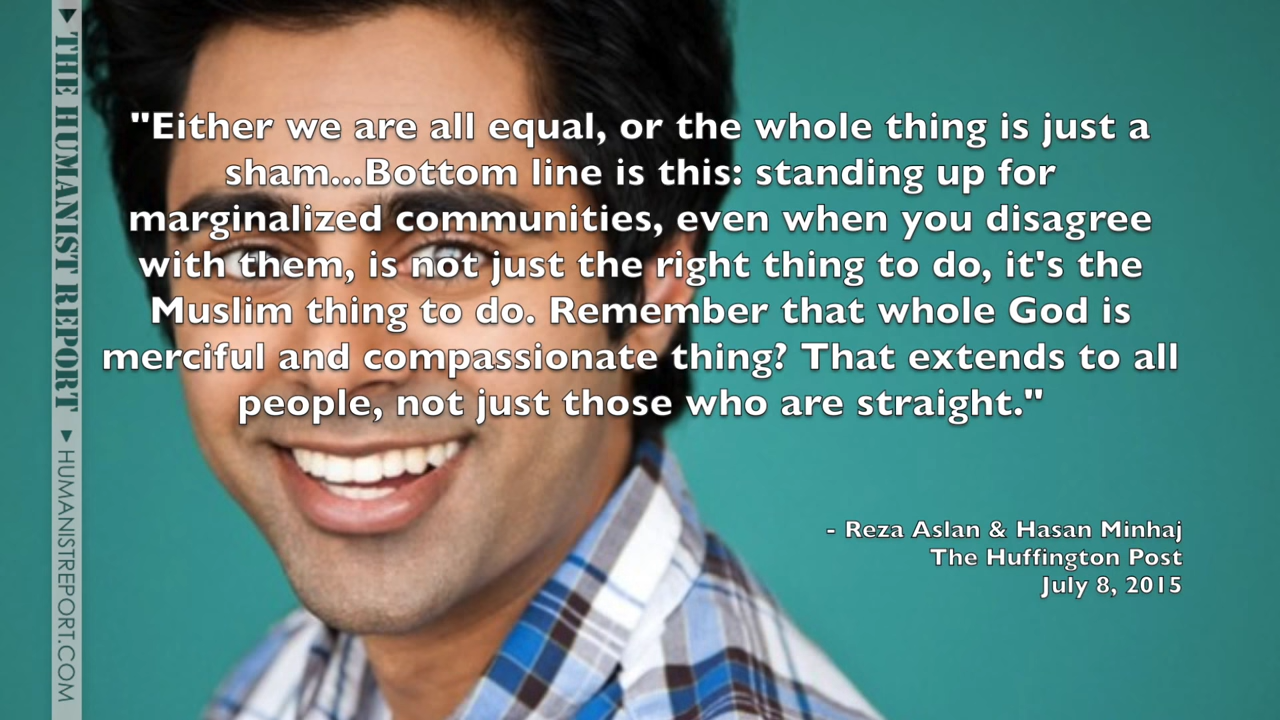 ▶ THE HUMANIST REPORT ▶ HUMANISTREPORT.COM
"Either we are all equal, or the whole thing is just a
sham...Bottom line is this: standing up for
marginalized communities, even when you disagree
with them, is not just the right thing to do, it's the
Muslim thing to do. Remember that whole God is
merciful and compassionate thing? That extends to all
people, not just those who are straight."
- Reza Aslan & Hasan Minhaj
The Huffington Post
July 8, 2015